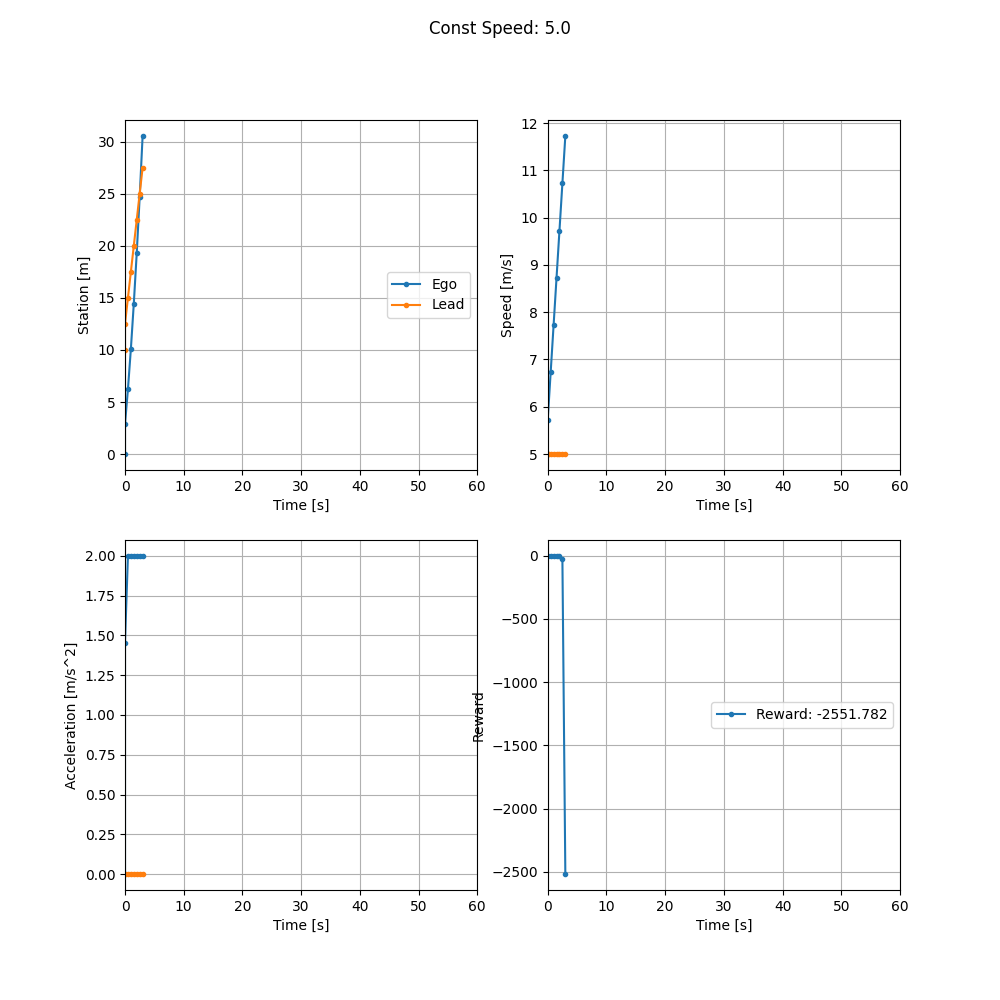 Const Speed: 5.0
Station [m]
30
25
20
15
10
5
0
Ego
Lead
0 10 20 30 40 50 60
Time [s]
Speed [m/s]
12
11
10
9
8
7
6
5
0 10 20 30 40 50 60
Time [s]
Acceleration [m/s^2]
2.00
1.75
1.50
1.25
1.00
0.75
0.50
0.25
0.00
0 10 20 30 40 50 60
Time [s]
Reward
0
−500
−1000
−1500
−2000
−2500
Reward: -2551.782
0 10 20 30 40 50 60
Time [s]